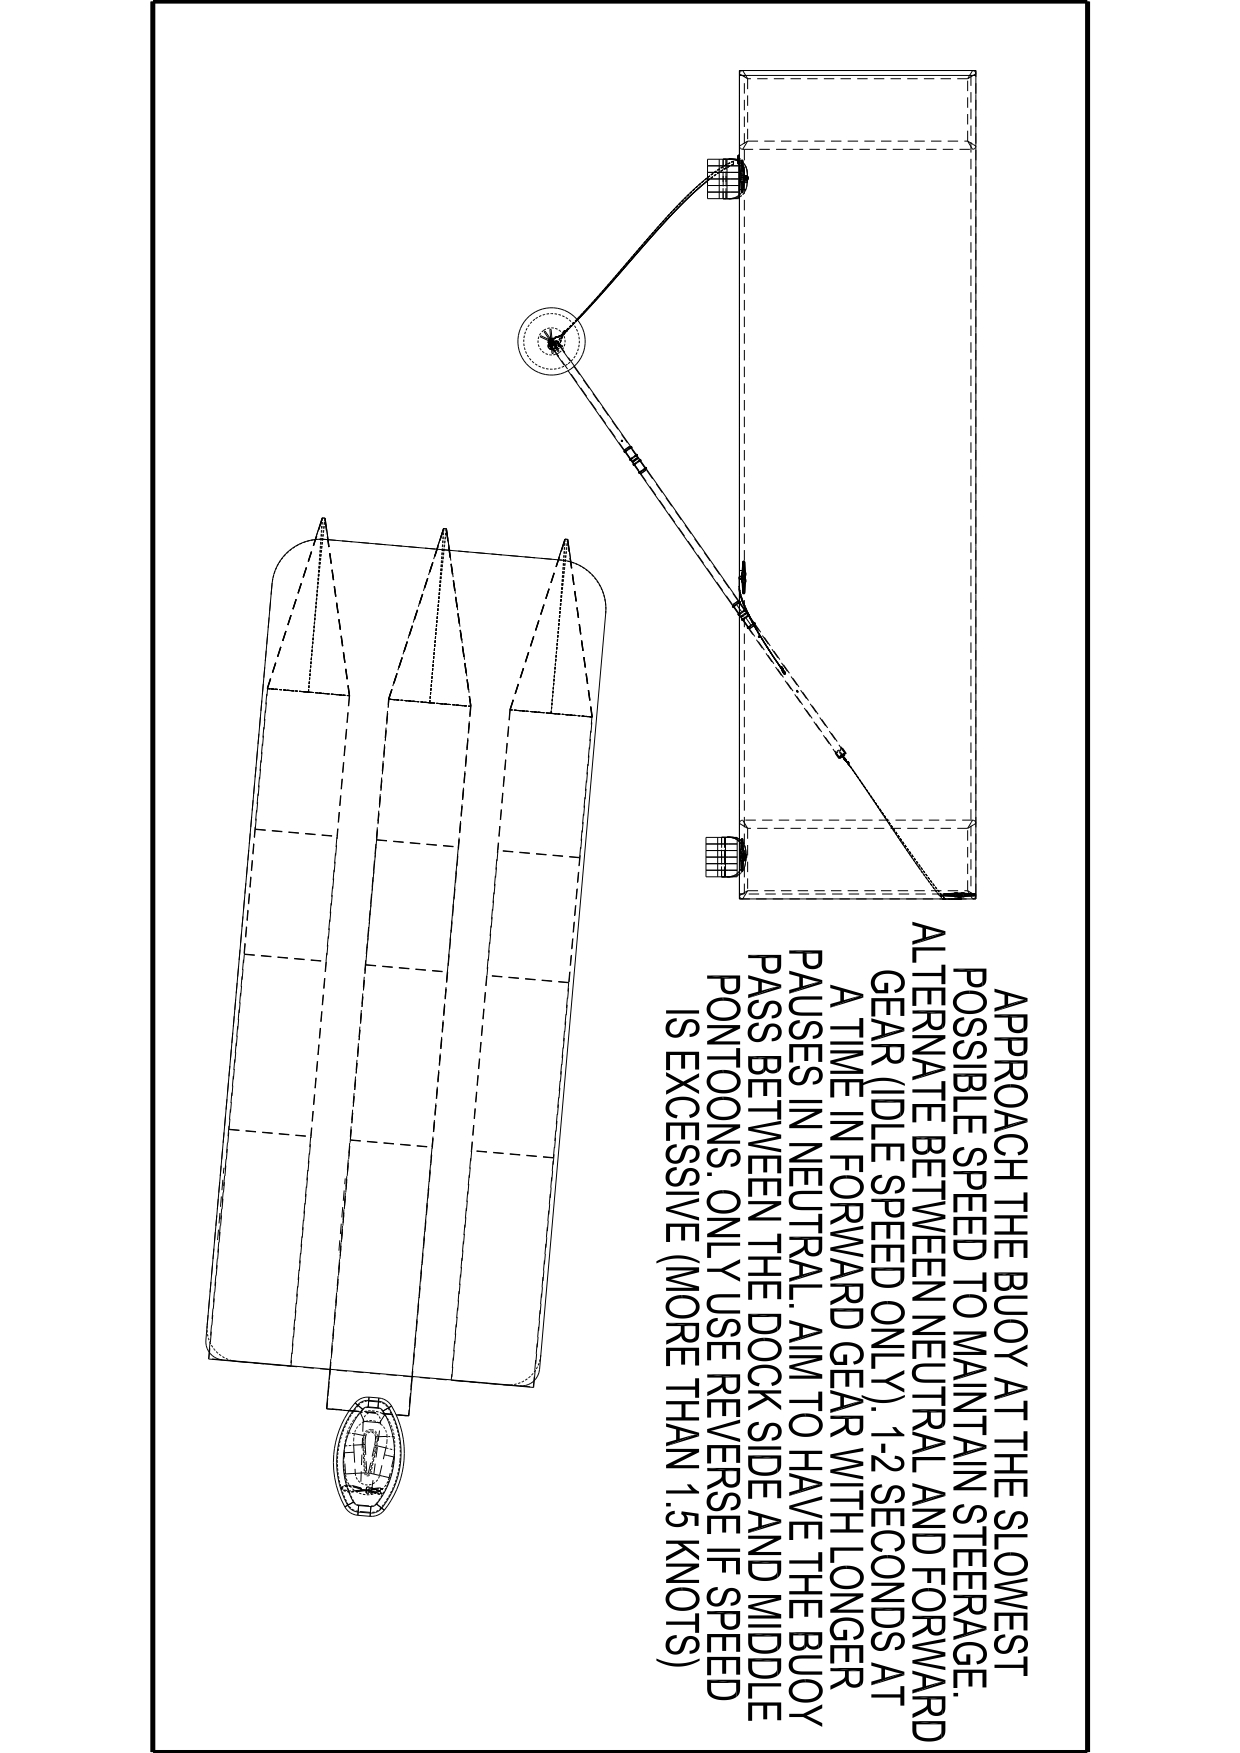 APPROACH THE BUOY AT THE SLOWEST
POSSIBLE SPEED TO MAINTAIN STEERAGE.
ALTERNATE BETWEEN NEUTRAL AND FORWARD
GEAR (IDLE SPEED ONLY). 1-2 SECONDS AT
A TIME IN FORWARD GEAR WITH LONGER
PAUSES IN NEUTRAL. AIM TO HAVE THE BUOY
PASS BETWEEN THE DOCK SIDE AND MIDDLE
PONTOONS. ONLY USE REVERSE IF SPEED
IS EXCESSIVE (MORE THAN 1.5 KNOTS)